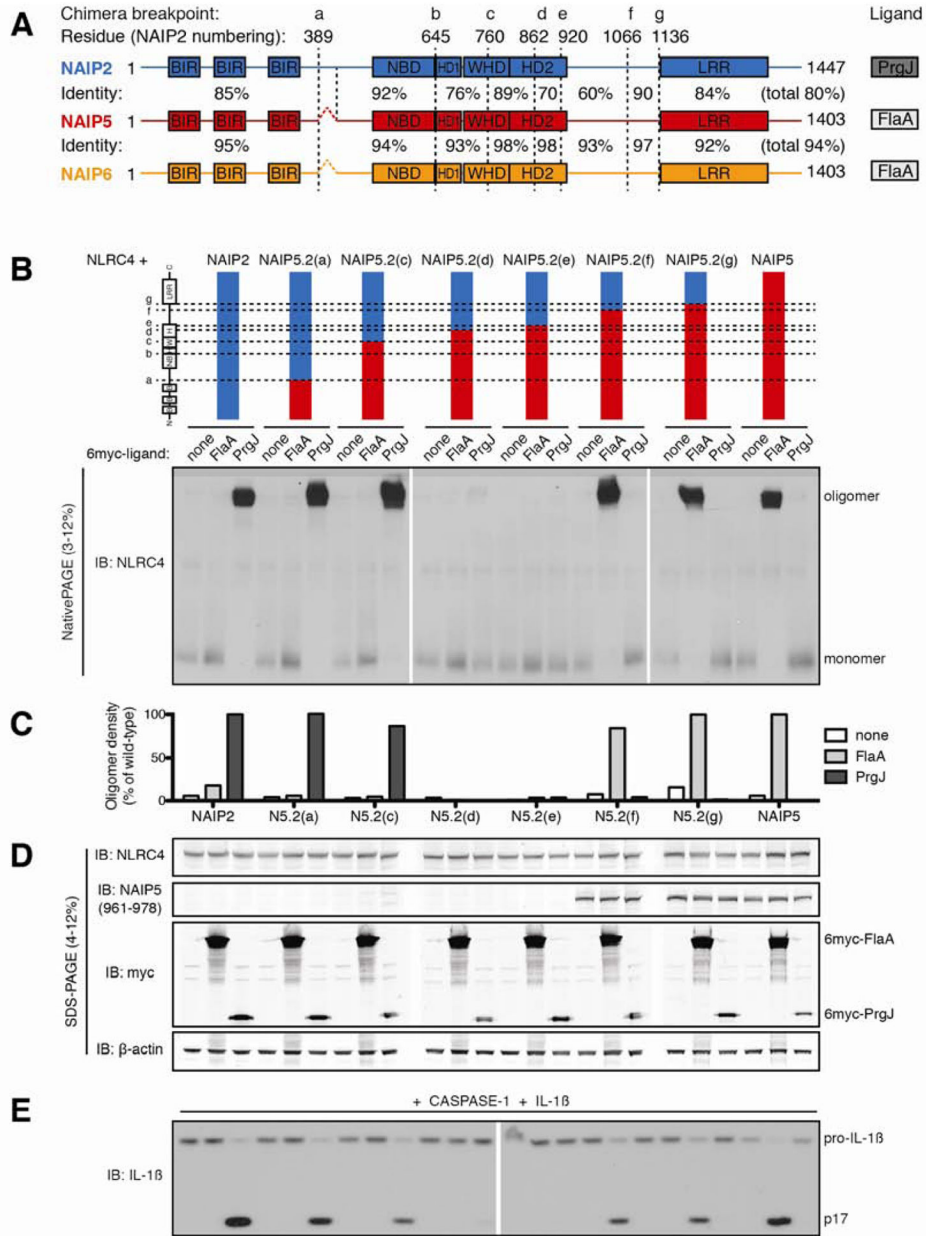 A
Chimera breakpoint: a b c d e f g Ligand
Residue (NAIP2 numbering): 389 645 760 862 920 1066 1136
NAIP2 1 BIR BIR BIR NBD HD1 WHD HD2 LRR 1447 PrgJ
Identity: 85% 92% 76% 89% 70 60% 90 84% (total 80%)
NAIP5 1 BIR BIR BIR NBD HD1 WHD HD2 LRR 1403 FlaA
Identity: 95% 94% 93% 98% 98 93% 97 92% (total 94%)
NAIP6 1 BIR BIR BIR NBD HD1 WHD HD2 LRR 1403 FlaA
B
NLRC4 + NAIP2 NAIP5.2(a) NAIP5.2(c) NAIP5.2(d) NAIP5.2(e) NAIP5.2(f) NAIP5.2(g) NAIP5
C
LRR
g
f
e
d
c
b
a
H
W
N
6myc-ligand: none FlaA PrgJ none FlaA PrgJ none FlaA PrgJ none FlaA PrgJ none FlaA PrgJ none FlaA PrgJ none FlaA PrgJ none FlaA PrgJ
NativePAGE (3-12%)
IB: NLRC4
oligomer
monomer
C
Oligomer density
(% of wild-type)
100
50
0
NAIP2 N5.2(a) N5.2(c) N5.2(d) N5.2(e) N5.2(f) N5.2(g) NAIP5
none
FlaA
PrgJ
D
SDS-PAGE (4-12%)
IB: NLRC4
IB: NAIP5
(961-978)
IB: myc
6myc-FlaA
6myc-PrgJ
IB: β-actin
E
+ CASPASE-1 + IL-1ß
IB: IL-1ß
pro-IL-1ß
p17